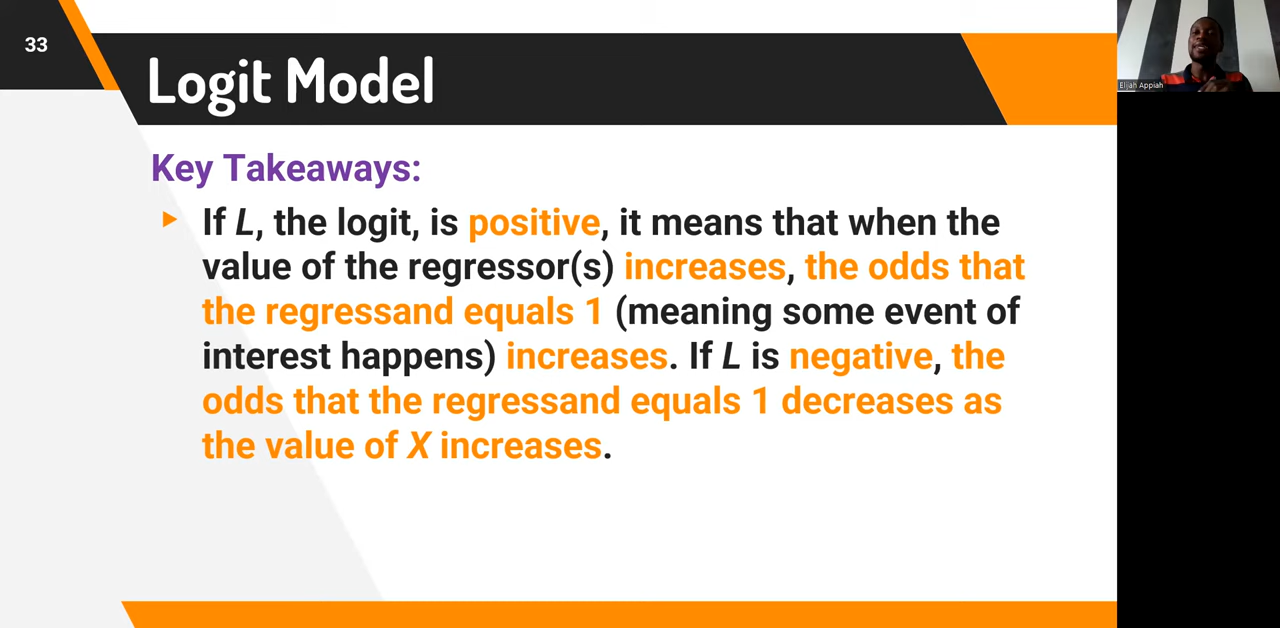 33
Logit Model
Elijah Appiah
Key Takeaways:
If L, the logit, is positive, it means that when the
value of the regressor(s) increases, the odds that
the regressand equals 1 (meaning some event of
interest happens) increases. If L is negative, the
odds that the regressand equals 1 decreases as
the value of X increases.